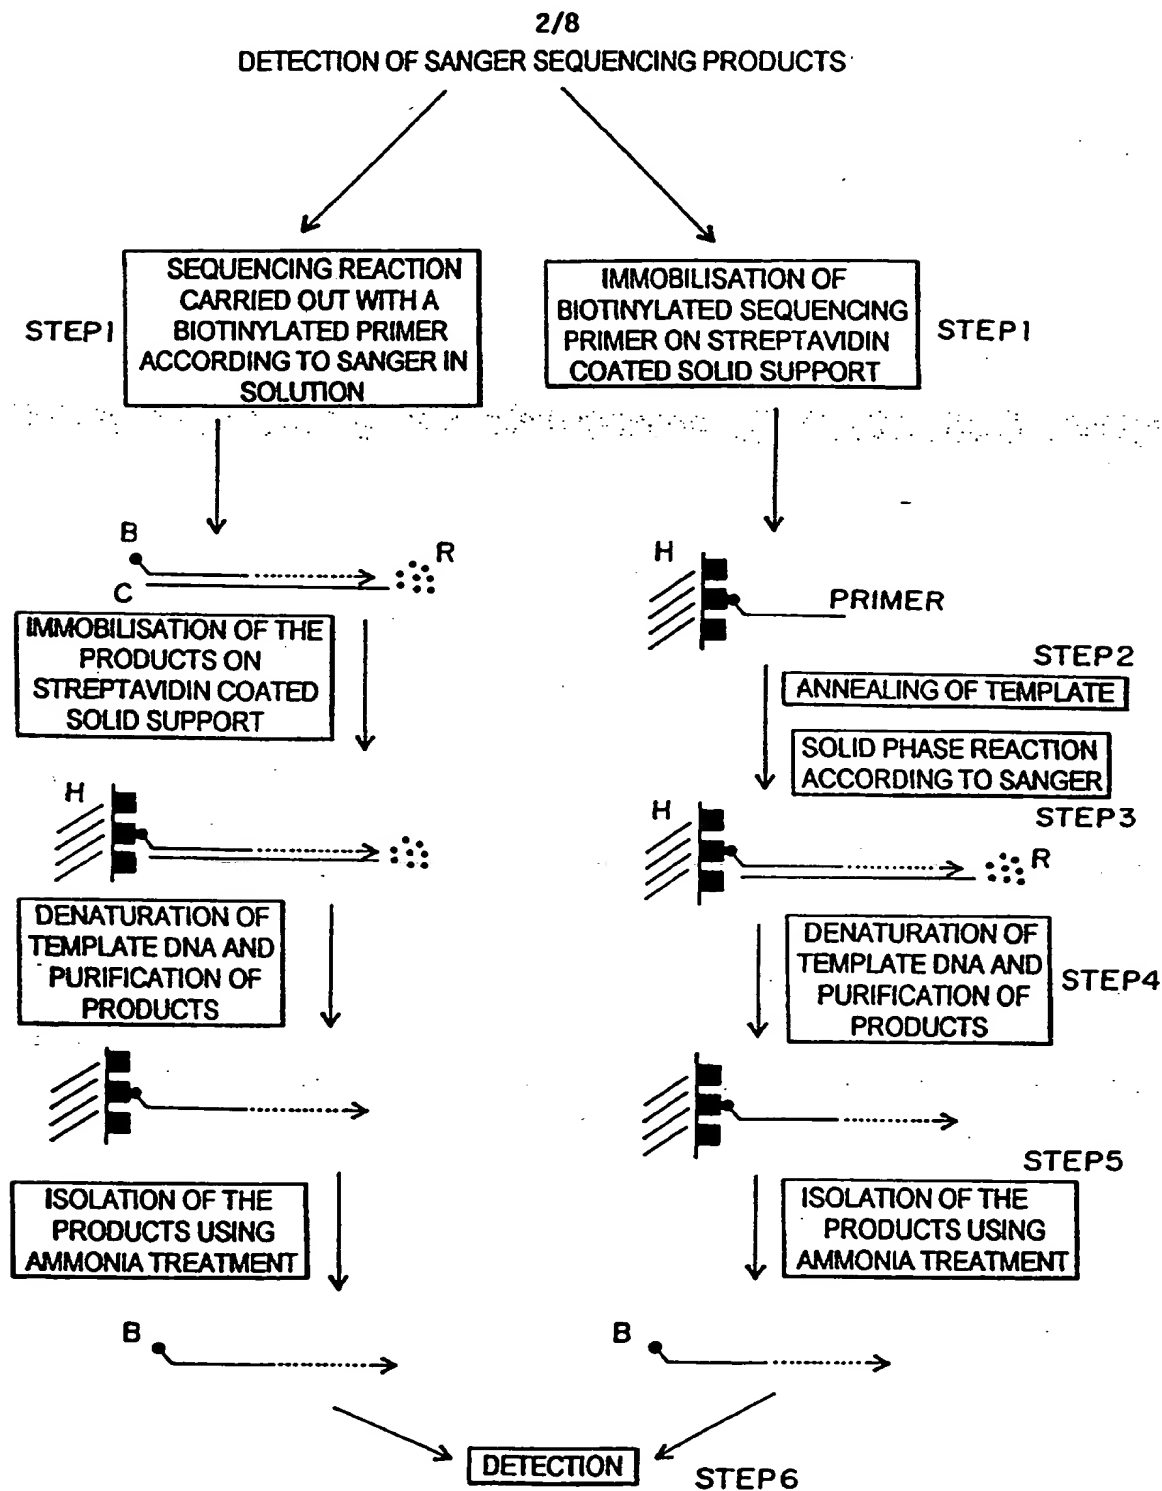 2/8
DETECTION OF SANGER SEQUENCING PRODUCTS
STEP1
SEQUENCING REACTION
CARRIED OUT WITH A
BIOTINYLATED PRIMER
ACCORDING TO SANGER IN
SOLUTION
IMMOBILISATION OF
BIOTINYLATED SEQUENCING
PRIMER ON STREPTAVIDIN
COATED SOLID SUPPORT
STEP1
B
R
C
IMMOBILISATION OF THE
PRODUCTS ON
STREPTAVIDIN COATED
SOLID SUPPORT
H
DENATURATION OF
TEMPLATE DNA AND
PURIFICATION OF
PRODUCTS
ISOLATION OF THE
PRODUCTS USING
AMMONIA TREATMENT
B
H
PRIMER
STEP2
ANNEALING OF TEMPLATE
SOLID PHASE REACTION
ACCORDING TO SANGER
STEP3
H
R
DENATURATION OF
TEMPLATE DNA AND
PURIFICATION OF
PRODUCTS
STEP4
STEP5
ISOLATION OF THE
PRODUCTS USING
AMMONIA TREATMENT
B
DETECTION
STEP6